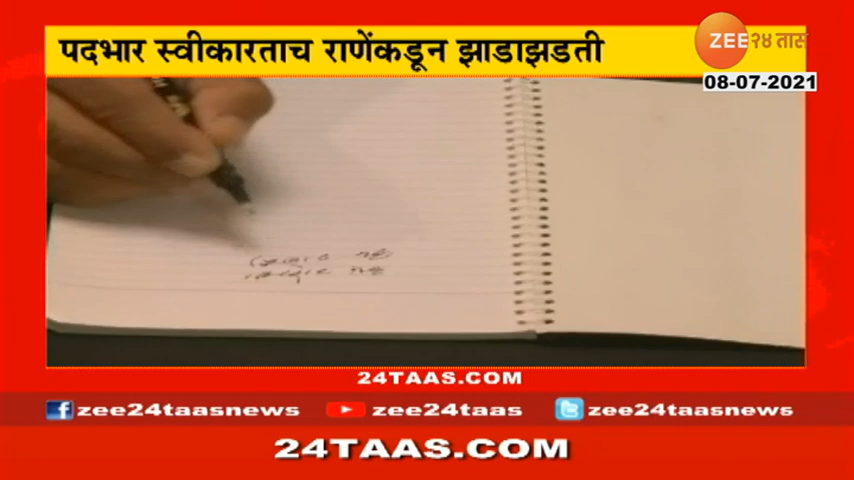 पदभार स्वीकारताच राणेंकडून झाडाझडती
ZEE २४ तास
08-07-2021
24TAAS.COM
zee24taasnews
zee24taas
zee24taasnews
24TAAS.COM